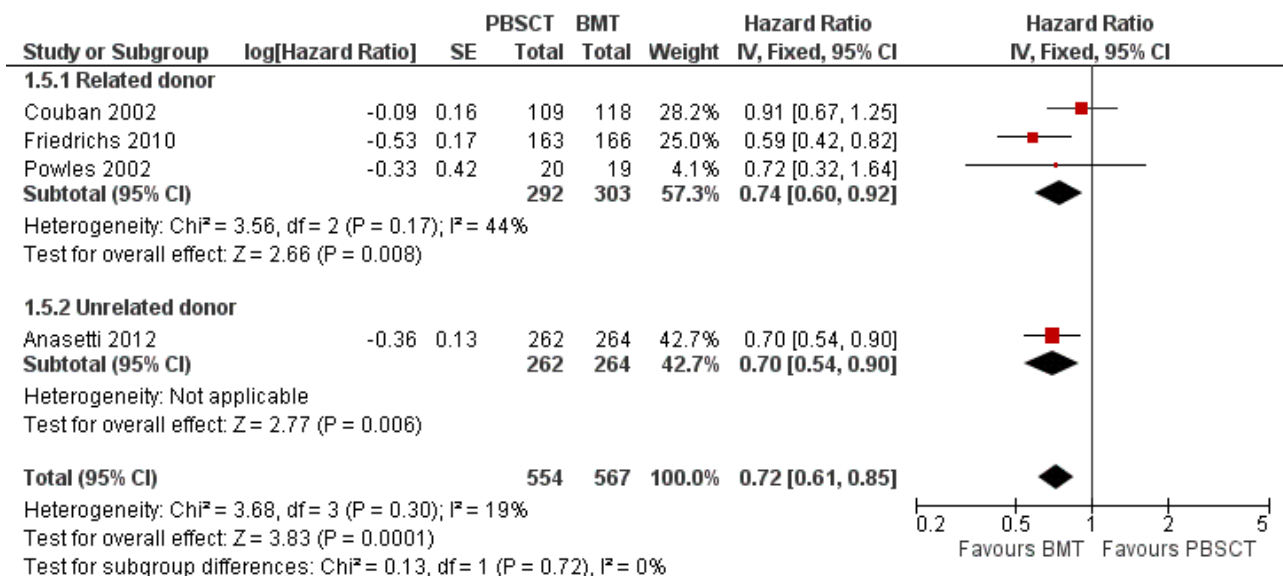 PBSCT BMT Hazard Ratio Hazard Ratio
Study or Subgroup log[Hazard Ratio] SE Total Total Weight IV, Fixed, 95% CI IV, Fixed, 95% CI
1.5.1 Related donor
Couban 2002 -0.09 0.16 109 118 28.2% 0.91 [0.67, 1.25]
Friedrichs 2010 -0.53 0.17 163 166 25.0% 0.59 [0.42, 0.82]
Powles 2002 -0.33 0.42 20 19 4.1% 0.72 [0.32, 1.64]
Subtotal (95% CI) 292 303 57.3% 0.74 [0.60, 0.92]
Heterogeneity: Chi² = 3.56, df = 2 (P = 0.17); I² = 44%
Test for overall effect: Z = 2.66 (P = 0.008)
1.5.2 Unrelated donor
Anasetti 2012 -0.36 0.13 262 264 42.7% 0.70 [0.54, 0.90]
Subtotal (95% CI) 262 264 42.7% 0.70 [0.54, 0.90]
Heterogeneity: Not applicable
Test for overall effect: Z = 2.77 (P = 0.006)
Total (95% CI) 554 567 100.0% 0.72 [0.61, 0.85]
Heterogeneity: Chi² = 3.68, df = 3 (P = 0.30); I² = 19%
Test for overall effect: Z = 3.83 (P = 0.0001)
Test for subgroup differences: Chi² = 0.13, df = 1 (P = 0.72), I² = 0%
0.2 0.5 1 2 5
Favours BMT Favours PBSCT